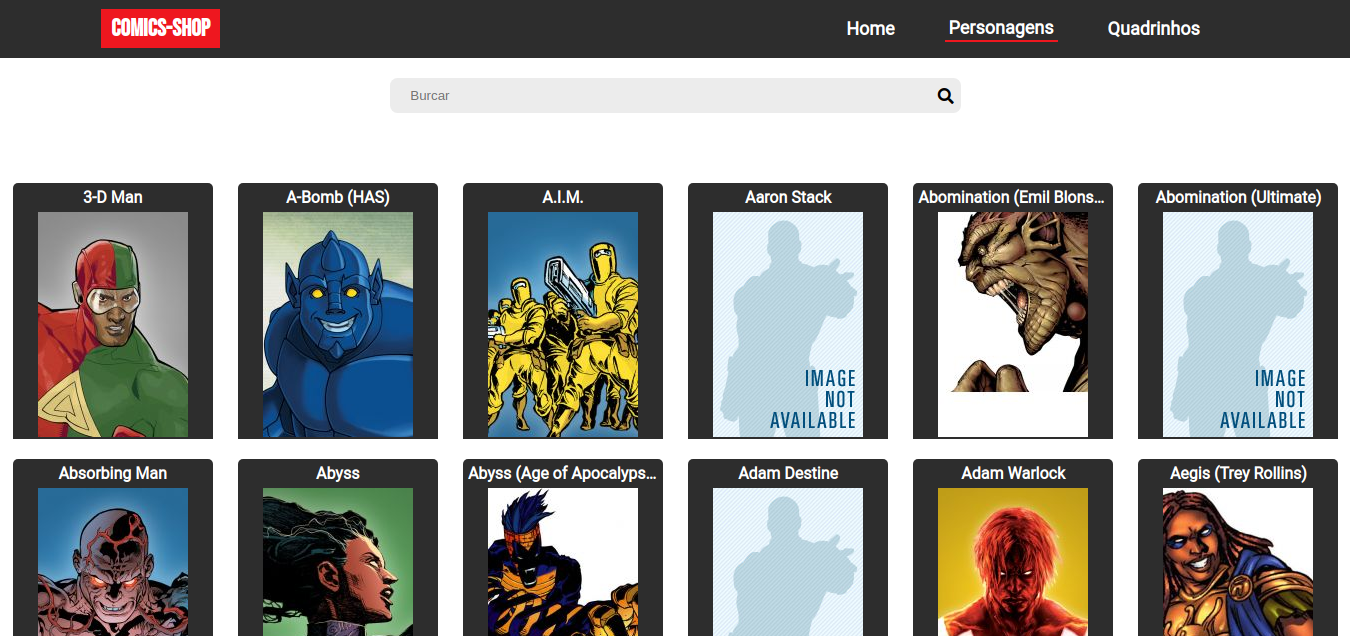 COMICS-SHOP
Home
Personagens
Quadrinhos
Burcar
3-D Man
A-Bomb (HAS)
A.I.M.
Aaron Stack
Abomination (Emil Blons...
Abomination (Ultimate)
IMAGE
NOT
AVAILABLE
IMAGE
NOT
AVAILABLE
Absorbing Man
Abyss
Abyss (Age of Apocalyps...
Adam Destine
Adam Warlock
Aegis (Trey Rollins)